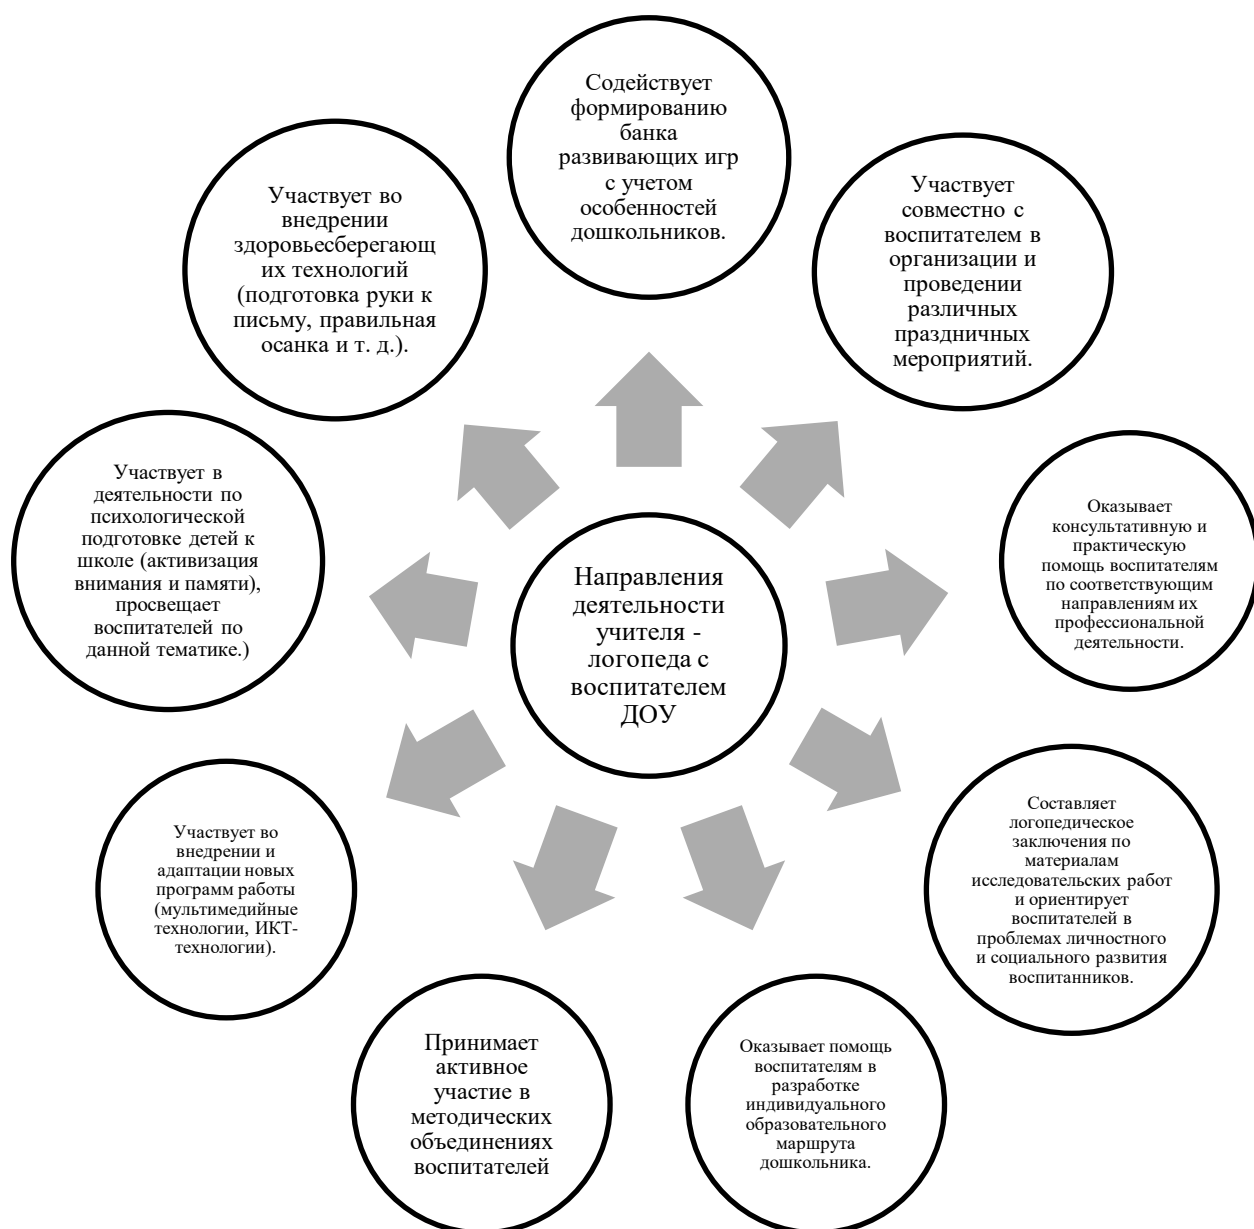 Содействует
формированию
банка
развивающих игр
с учетом
особенностей
дошкольников.
Участвует
совместно с
воспитателем в
организации и
проведении
различных
праздничных
мероприятий.
Оказывает
консультативную и
практическую
помощь воспитателям
по соответствующим
направлениям их
профессиональной
деятельности.
Составляет
логопедическое
заключения по
материалам
исследовательских работ
и ориентирует
воспитателей в
проблемах личностного
и социального развития
воспитанников.
Оказывает помощь
воспитателям в
разработке
индивидуального
образовательного
маршрута
дошкольника.
Принимает
активное
участие в
методических
объединениях
воспитателей
Участвует во
внедрении и
адаптации новых
программ работы
(мультимедийные
технологии, ИКТ-
технологии).
Участвует в
деятельности по
психологической
подготовке детей к
школе (активизация
внимания и памяти),
просвещает
воспитателей по
данной тематике.)
Участвует во
внедрении
здоровьесберегающ
их технологий
(подготовка руки к
письму, правильная
осанка и т. д.).
Направления
деятельности
учителя -
логопеда с
воспитателем
ДОУ